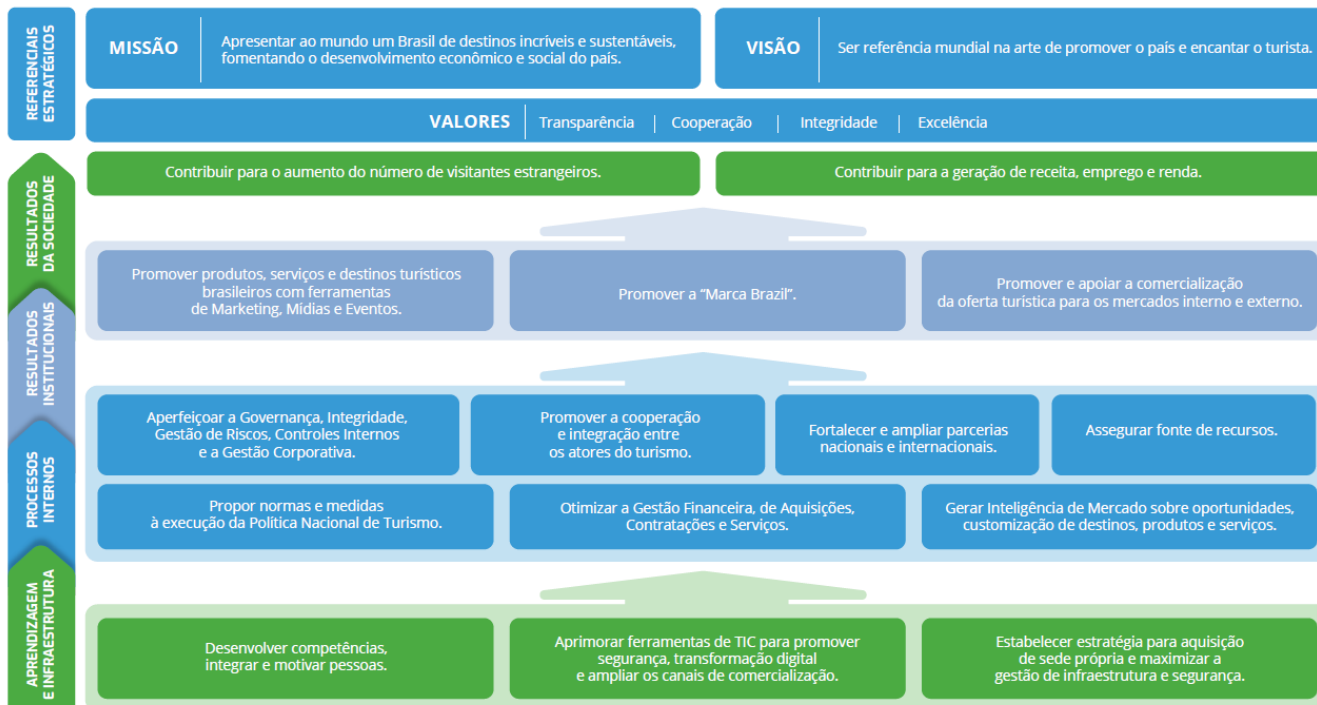 REFERENCIAIS
ESTRATÉGICOS
MISSÃO
Apresentar ao mundo um Brasil de destinos incríveis e sustentáveis,
fomentando o desenvolvimento econômico e social do país.
VISÃO
Ser referência mundial na arte de promover o país e encantar o turista.
VALORES | Transparência | Cooperação | Integridade | Excelência
RESULTADOS
DA SOCIEDADE
Contribuir para o aumento do número de visitantes estrangeiros.
Contribuir para a geração de receita, emprego e renda.
RESULTADOS
INSTITUCIONAIS
Promover produtos, serviços e destinos turísticos
brasileiros com ferramentas
de Marketing, Mídias e Eventos.
Promover a “Marca Brazil”.
Promover e apoiar a comercialização
da oferta turística para os mercados interno e externo.
PROCESSOS
INTERNOS
Aperfeiçoar a Governança, Integridade,
Gestão de Riscos, Controles Internos
e a Gestão Corporativa.
Promover a cooperação
e integração entre
os atores do turismo.
Fortalecer e ampliar parcerias
nacionais e internacionais.
Assegurar fonte de recursos.
Propor normas e medidas
à execução da Política Nacional de Turismo.
Otimizar a Gestão Financeira, de Aquisições,
Contratações e Serviços.
Gerar Inteligência de Mercado sobre oportunidades,
customização de destinos, produtos e serviços.
APRENDIZAGEM
E INFRAESTRUTURA
Desenvolver competências,
integrar e motivar pessoas.
Aprimorar ferramentas de TIC para promover
segurança, transformação digital
e ampliar os canais de comercialização.
Estabelecer estratégia para aquisição
de sede própria e maximizar a
gestão de infraestrutura e segurança.